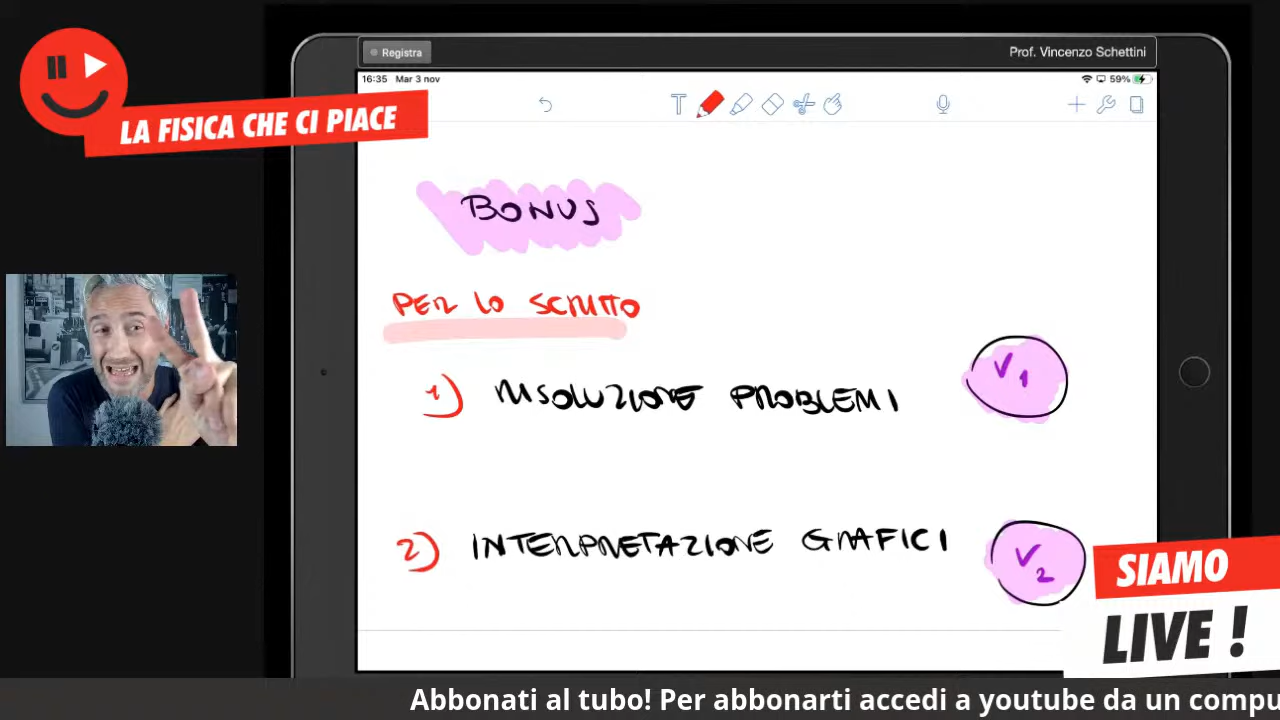 Registra
Prof. Vincenzo Schettini
16:35 Mar 3 nov
59%
LA FISICA CHE CI PIACE
BONUS
PER LO SCRITTO
1) RISOLUZIONE PROBLEMI
V1
2) INTERPRETAZIONE GRAFICI
V2
SIAMO
LIVE !
Abbonati al tubo! Per abbonarti accedi a youtube da un compu